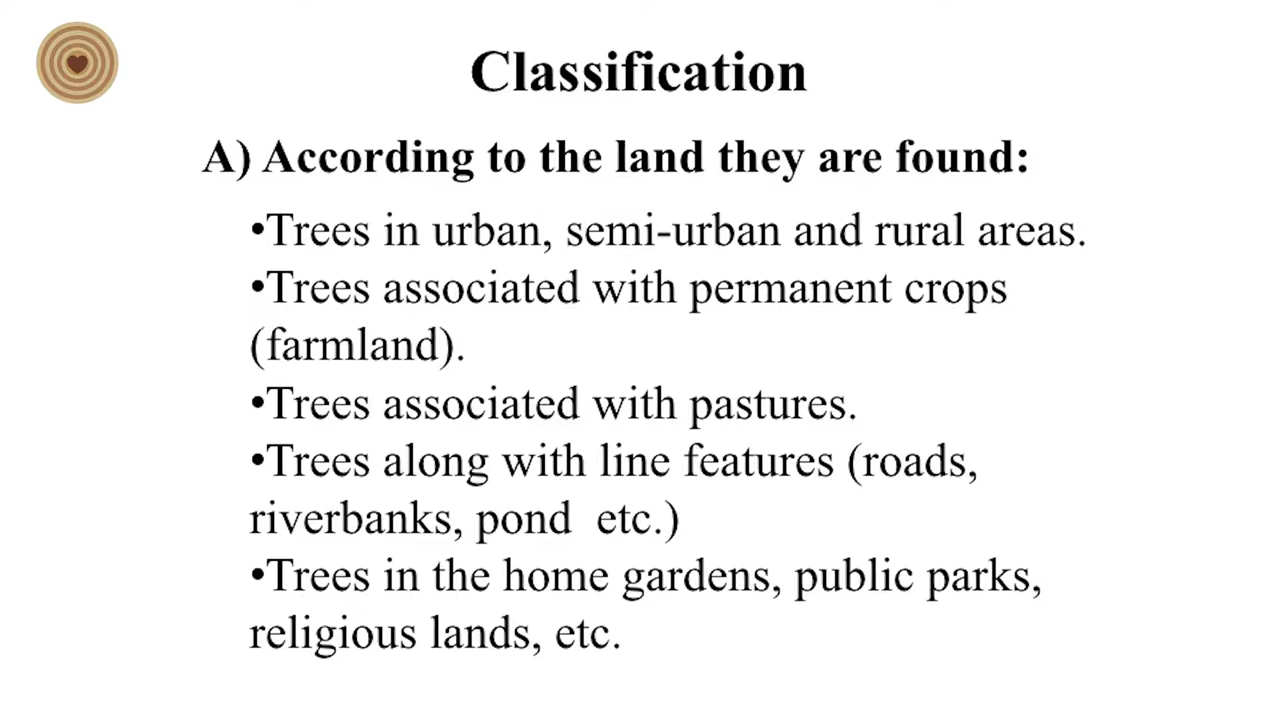 Classification
A) According to the land they are found:
•Trees in urban, semi-urban and rural areas.
•Trees associated with permanent crops
(farmland).
•Trees associated with pastures.
•Trees along with line features (roads,
riverbanks, pond  etc.)
•Trees in the home gardens, public parks,
religious lands, etc.